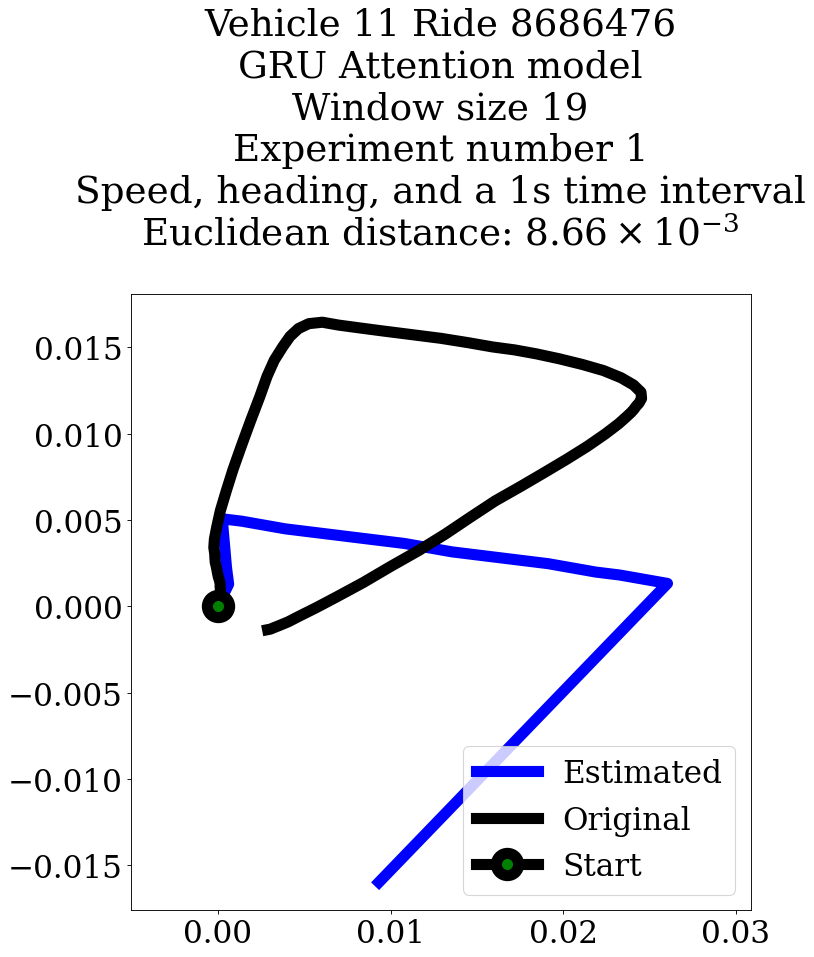 Vehicle 11 Ride 8686476
GRU Attention model
Window size 19
Experiment number 1
Speed, heading, and a 1s time interval
Euclidean distance: 8.66 × 10⁻³
0.015
0.010
0.005
0.000
−0.005
−0.010
−0.015
Estimated
Original
Start
0.00 0.01 0.02 0.03